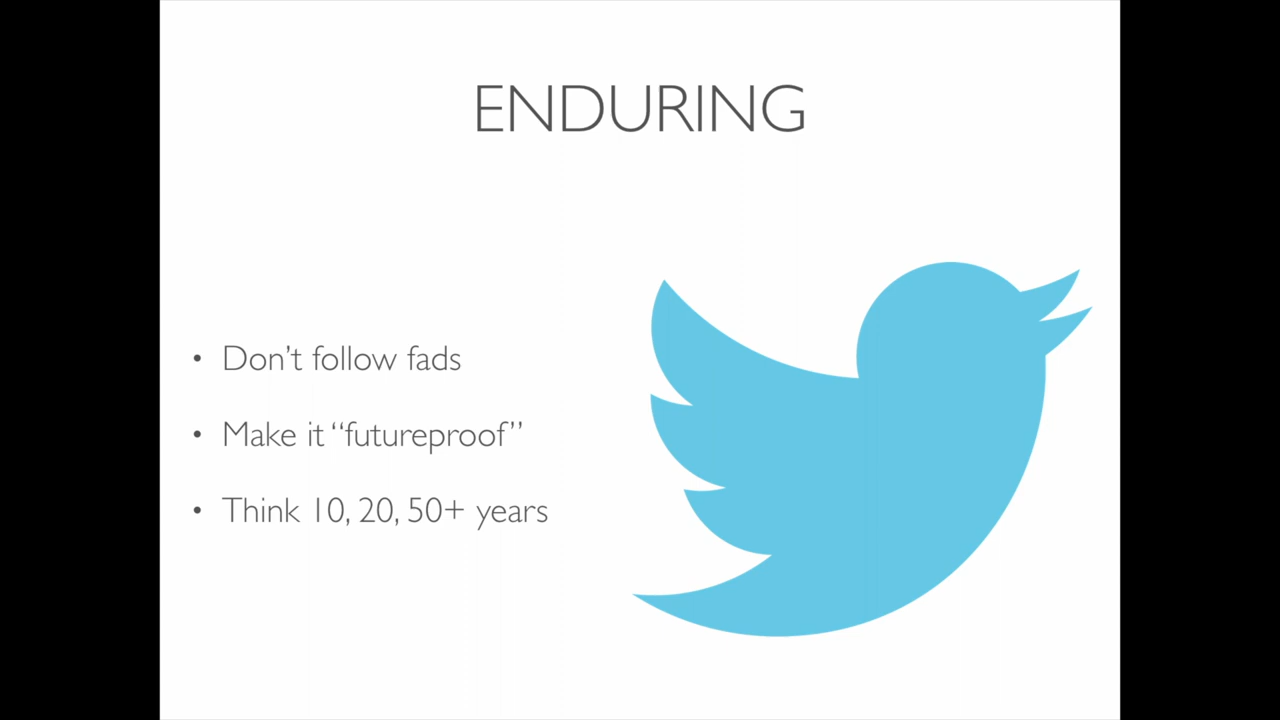 ENDURING
• Don’t follow fads
• Make it “futureproof”
• Think 10, 20, 50+ years